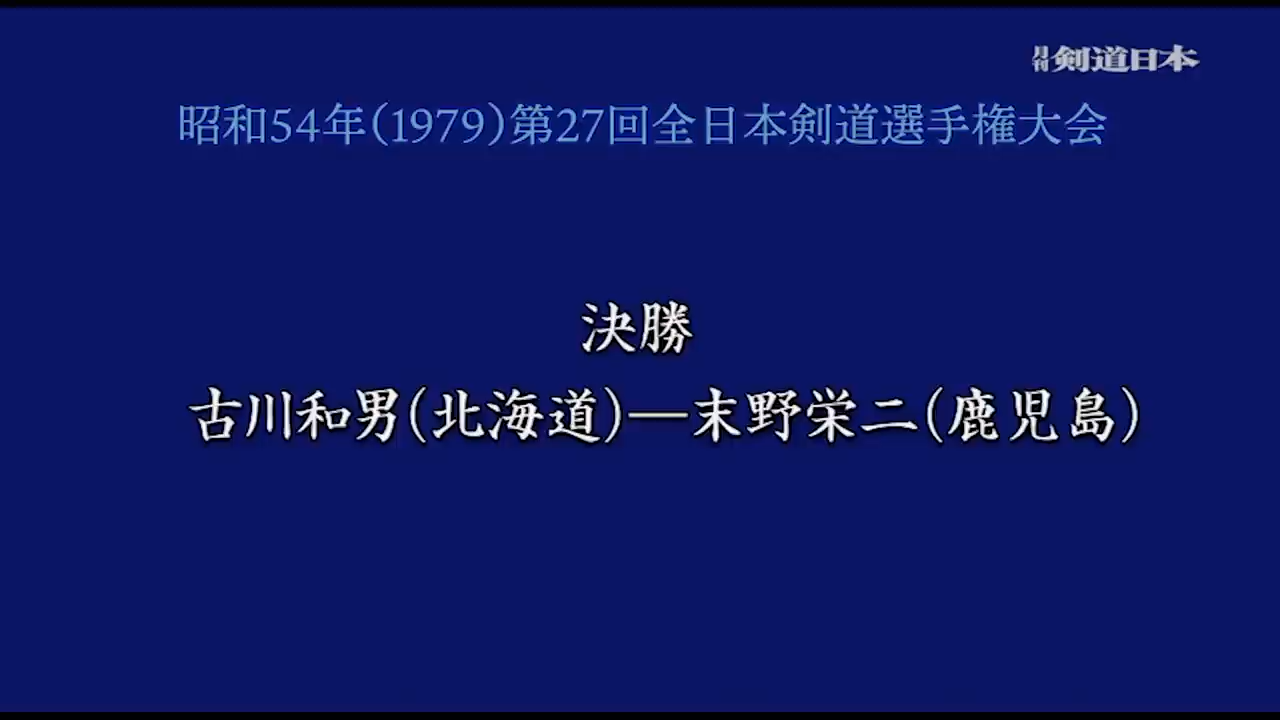 月刊剣道日本
昭和54年(1979)第27回全日本剣道選手権大会
決勝
古川和男(北海道)―末野栄二(鹿児島)